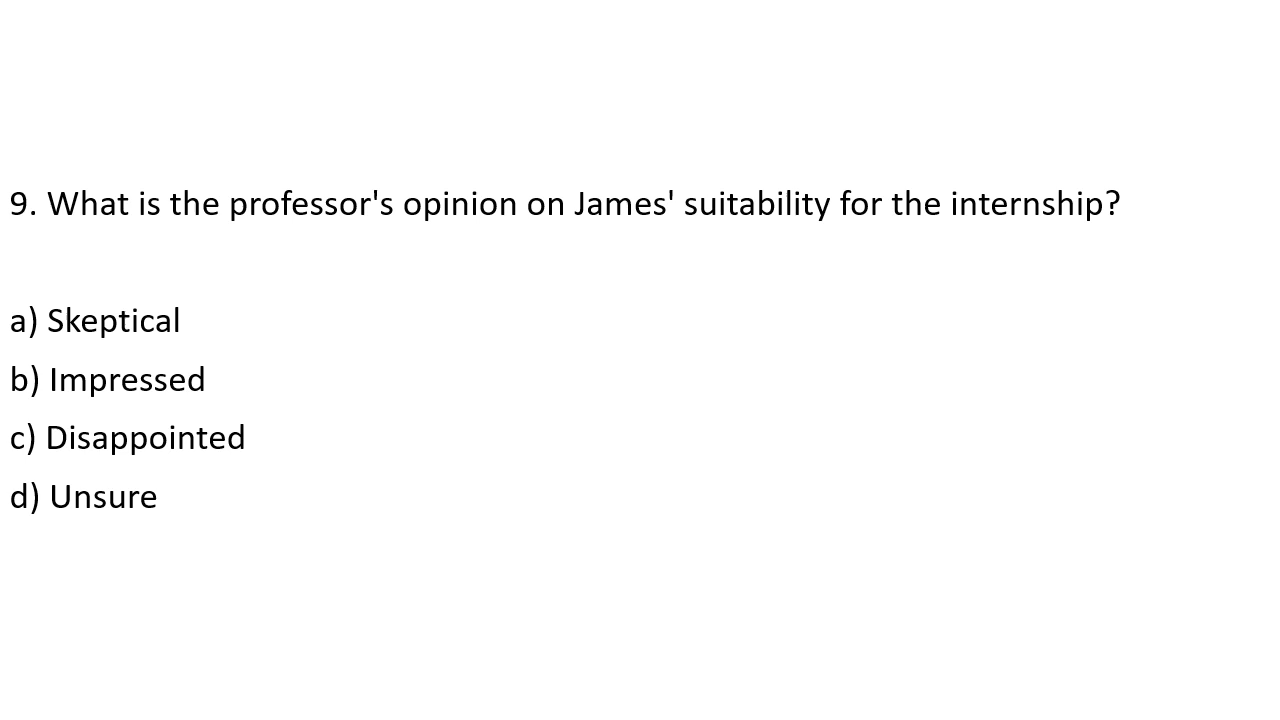 9. What is the professor's opinion on James' suitability for the internship?
a) Skeptical
b) Impressed
c) Disappointed
d) Unsure